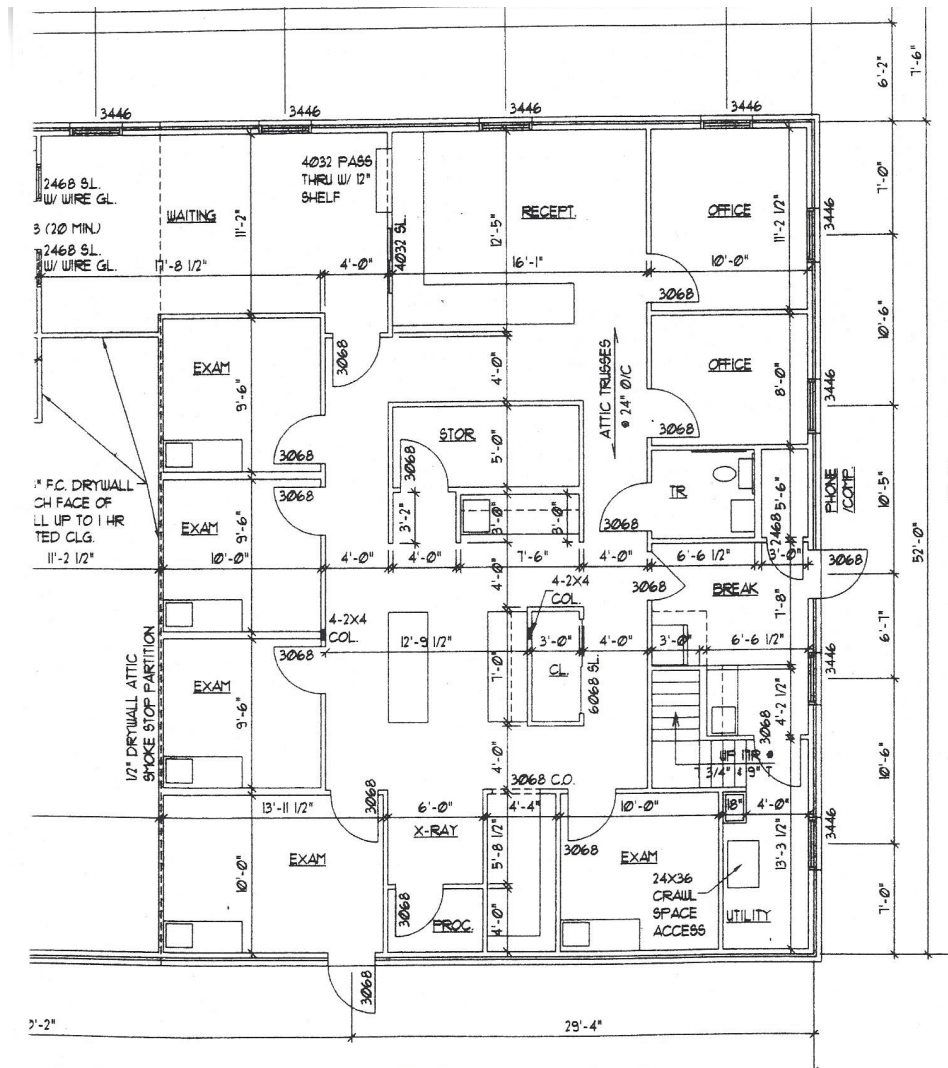 6'-2"
7'-6"
3446
3446
3446
3446
4032 PASS
THRU W/ 12"
SHELF
2468 SL.
W/ WIRE GL.
3 (20 MIN.)
2468 SL.
W/ WIRE GL.
WAITING
11'-2"
4032 SL.
RECEPT.
12'-5"
OFFICE
11'-2 1/2"
3446
7'-0"
17'-8 1/2"
4'-0"
16'-1"
10'-0"
3068
3068
EXAM
9'-6"
3068
4'-0"
ATTIC TRUSSES
@ 24" O/C
OFFICE
8'-0"
3446
10'-6"
3068
STOR.
3068
5'-0"
F.C. DRYWALL
CH FACE OF
LL UP TO 1 HR
TED CLG.
11'-2 1/2"
3068
EXAM
9'-6"
10'-0"
3'-2"
3'-0"
3'-0"
TR
5'-6"
PHONE
/COMP.
10'-5"
52'-0"
3068
2468
4'-0"
4'-0"
7'-6"
4'-0"
6'-6 1/2"
3'-0"
3068
4'-0"
4-2X4
COL.
3068
BREAK
7'-8"
6'-7"
4-2X4
COL.
3068
12'-9 1/2"
3'-0"
4'-0"
3'-0"
6'-6 1/2"
7'-0"
CL.
6068 SL.
3446
EXAM
9'-6"
1/2" DRYWALL ATTIC
SMOKE STOP PARTITION
4'-2 1/2"
3068
4'-0"
3068 C.O.
10'-6"
13'-11 1/2"
3068
6'-0"
4'-4"
10'-0"
18"
4'-0"
3446
X-RAY
5'-8 1/2"
3068
13'-3 1/2"
EXAM
10'-0"
EXAM
24X36
CRAWL
SPACE
ACCESS
3068
PROC.
4'-0"
UTILITY
7'-0"
3068
'-2"
29'-4"